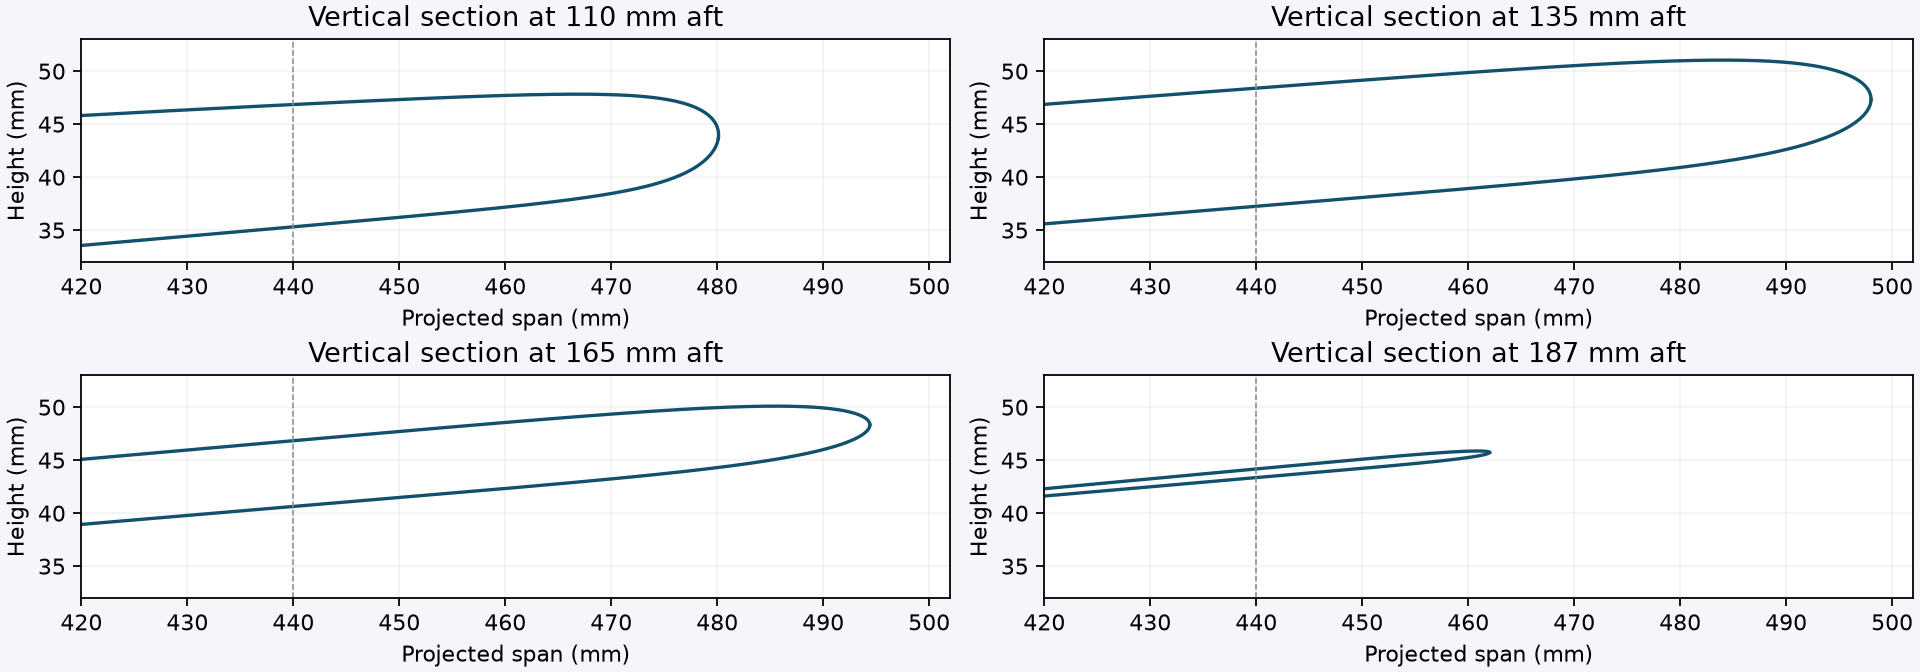 Vertical section at 110 mm aft
Height (mm)
50
45
40
35
420 430 440 450 460 470 480 490 500
Projected span (mm)
Vertical section at 135 mm aft
Height (mm)
50
45
40
35
420 430 440 450 460 470 480 490 500
Projected span (mm)
Vertical section at 165 mm aft
Height (mm)
50
45
40
35
420 430 440 450 460 470 480 490 500
Projected span (mm)
Vertical section at 187 mm aft
Height (mm)
50
45
40
35
420 430 440 450 460 470 480 490 500
Projected span (mm)